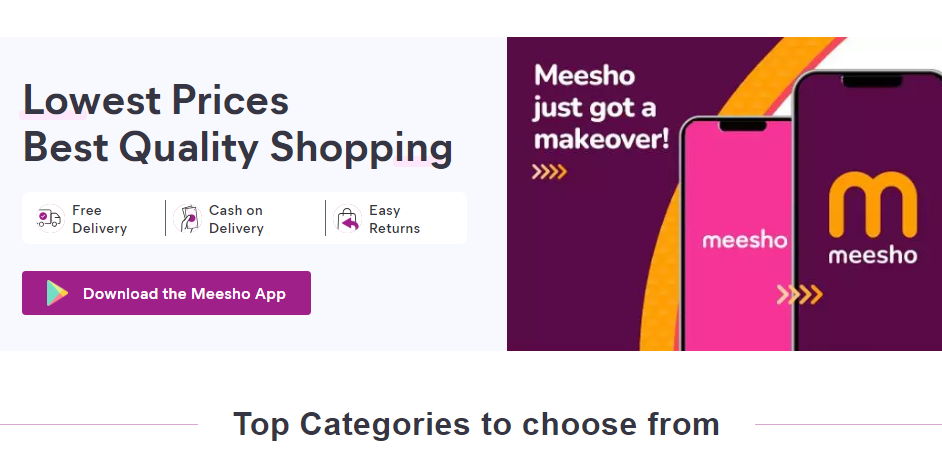 Lowest Prices
Best Quality Shopping
Free
Delivery
Cash on
Delivery
Easy
Returns
Download the Meesho App
Meesho
just got a
makeover!
meesho
meesho
Top Categories to choose from